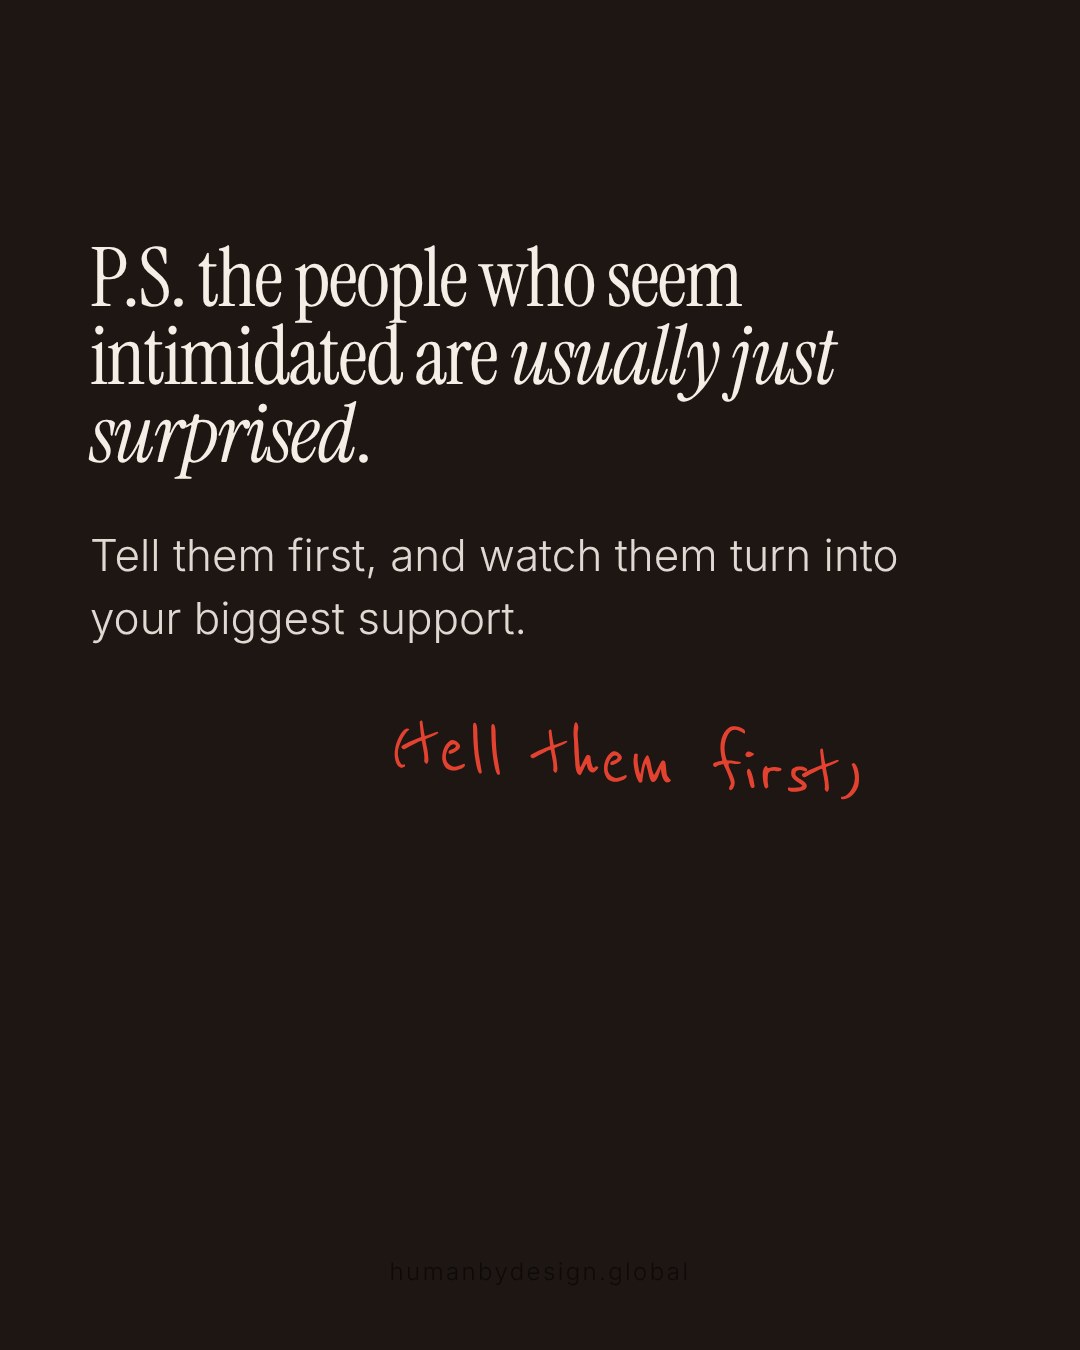 P.S. the people who seem
intimidated are usually just
surprised.
Tell them first, and watch them turn into
your biggest support.
(tell them first)
humanbydesign.global